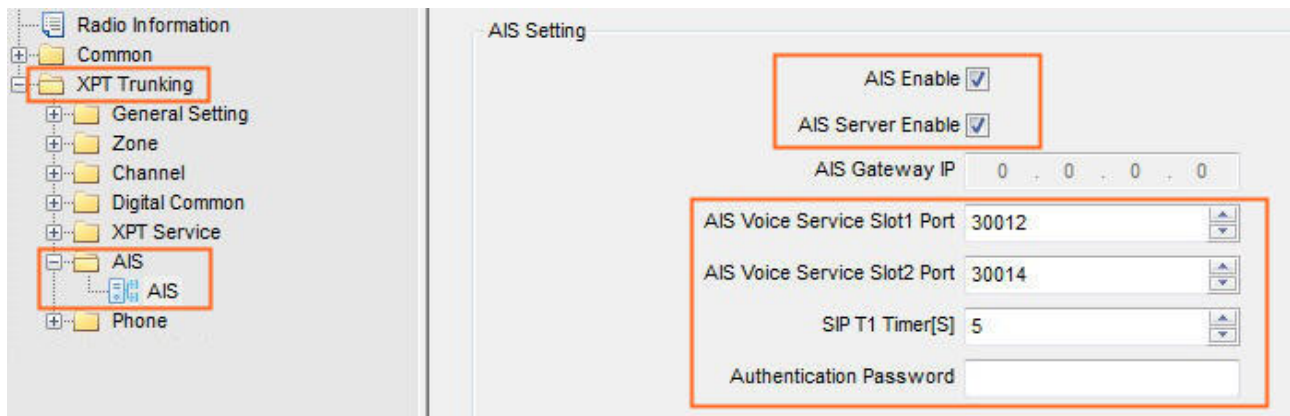 Radio Information
Common
XPT Trunking
General Setting
Zone
Channel
Digital Common
XPT Service
AIS
AIS
Phone
AIS Setting
AIS Enable
AIS Server Enable
AIS Gateway IP 0 . 0 . 0 . 0
AIS Voice Service Slot1 Port 30012
AIS Voice Service Slot2 Port 30014
SIP T1 Timer[S] 5
Authentication Password